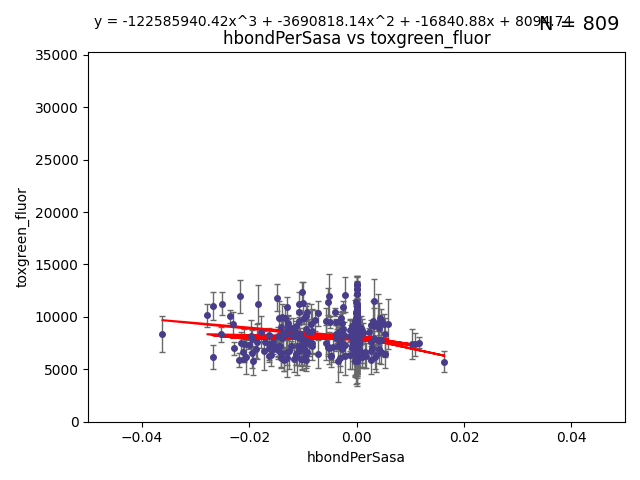 y = -122585940.42x^3 + -3690818.14x^2 + -16840.88x + 8094.74
N = 809
hbondPerSasa vs toxgreen_fluor
35000
30000
25000
20000
15000
10000
5000
0
toxgreen_fluor
-0.04
-0.02
0.00
0.02
0.04
hbondPerSasa